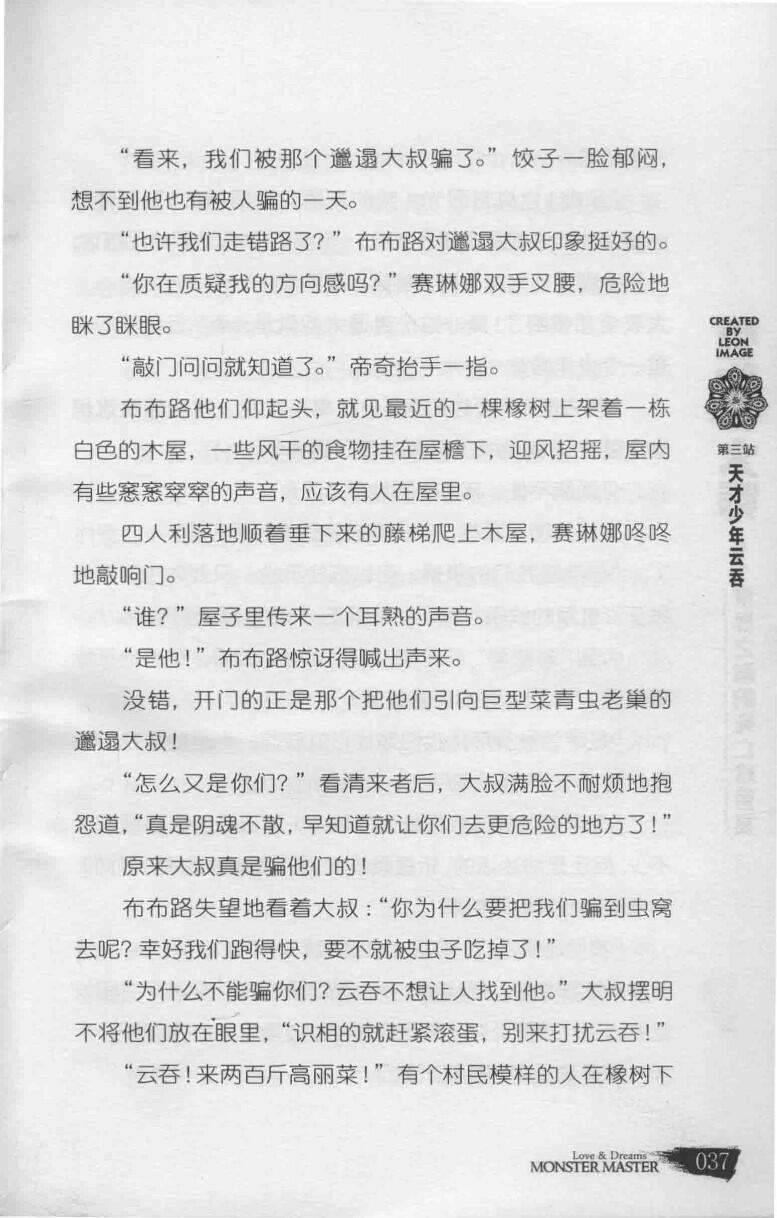 “看来，我们被那个邋遢大叔骗了。”饺子一脸郁闷，
想不到他也有被人骗的一天。
“也许我们走错路了？”布布路对邋遢大叔印象挺好的。
“你在质疑我的方向感吗？”赛琳娜双手叉腰，危险地
眯了眯眼。
“敲门问问就知道了。”帝奇抬手一指。
布布路他们仰起头，就见最近的一棵橡树上架着一栋
白色的木屋，一些风干的食物挂在屋檐下，迎风招摇，屋内
有些窸窸窣窣的声音，应该有人在屋里。
四人利落地顺着垂下来的藤梯爬上木屋，赛琳娜咚咚
地敲响门。
“谁？”屋子里传来一个耳熟的声音。
“是他！”布布路惊讶得喊出声来。
没错，开门的正是那个把他们引向巨型菜青虫老巢的
邋遢大叔！
“怎么又是你们？”看清来者后，大叔满脸不耐烦地抱
怨道，“真是阴魂不散，早知道就让你们去更危险的地方了！”
原来大叔真是骗他们的！
布布路失望地看着大叔：“你为什么要把我们骗到虫窝
去呢？幸好我们跑得快，要不就被虫子吃掉了！”
“为什么不能骗你们？云吞不想让人找到他。”大叔摆明
不将他们放在眼里，“识相的就赶紧滚蛋，别来打扰云吞！”
“云吞！来两百斤高丽菜！”有个村民模样的人在橡树下
CREATED
BY
LEON
IMAGE
第三站
天才少年云吞
Love & Dreams
MONSTER MASTER
037